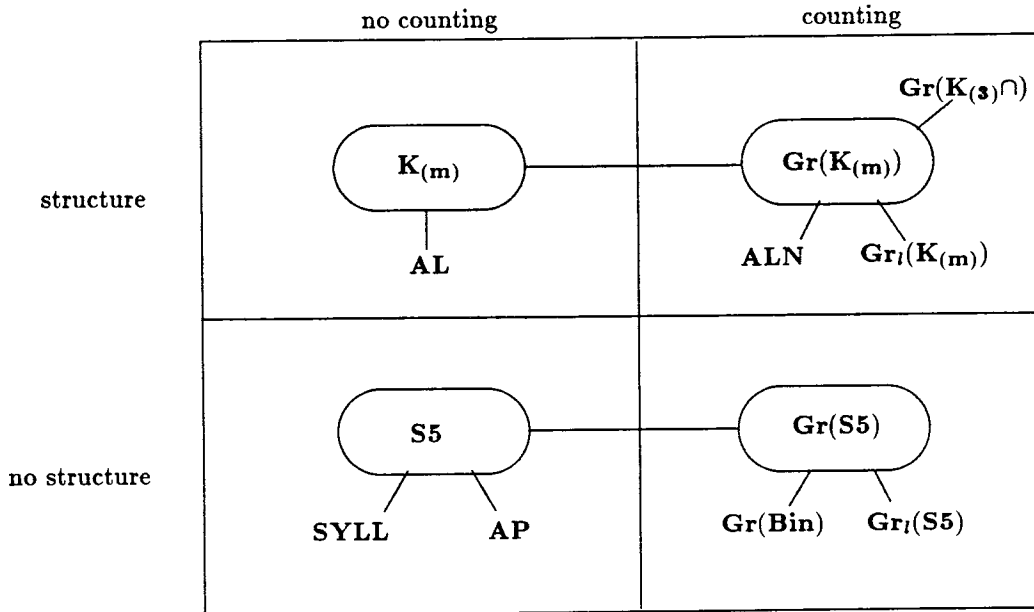 no counting counting
Gr(K₍₃₎∩)
K₍ₘ₎ Gr(K₍ₘ₎)
structure
AL ALN Grₗ(K₍ₘ₎)
S5 Gr(S5)
no structure
SYLL AP Gr(Bin) Grₗ(S5)